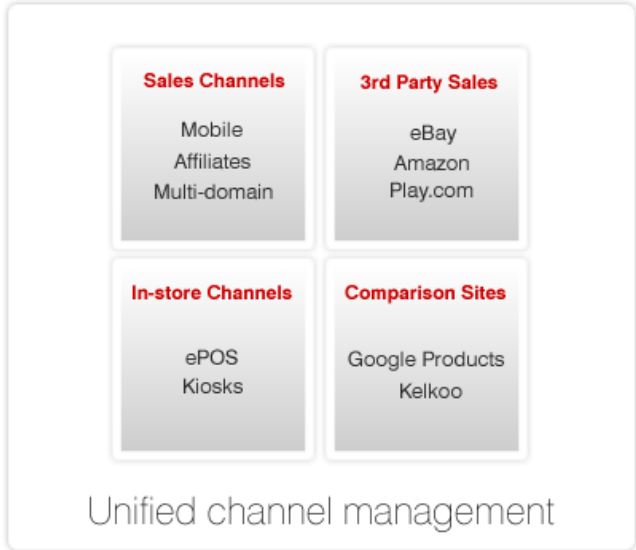 Sales Channels
Mobile
Affiliates
Multi-domain
3rd Party Sales
eBay
Amazon
Play.com
In-store Channels
ePOS
Kiosks
Comparison Sites
Google Products
Kelkoo
Unified channel management